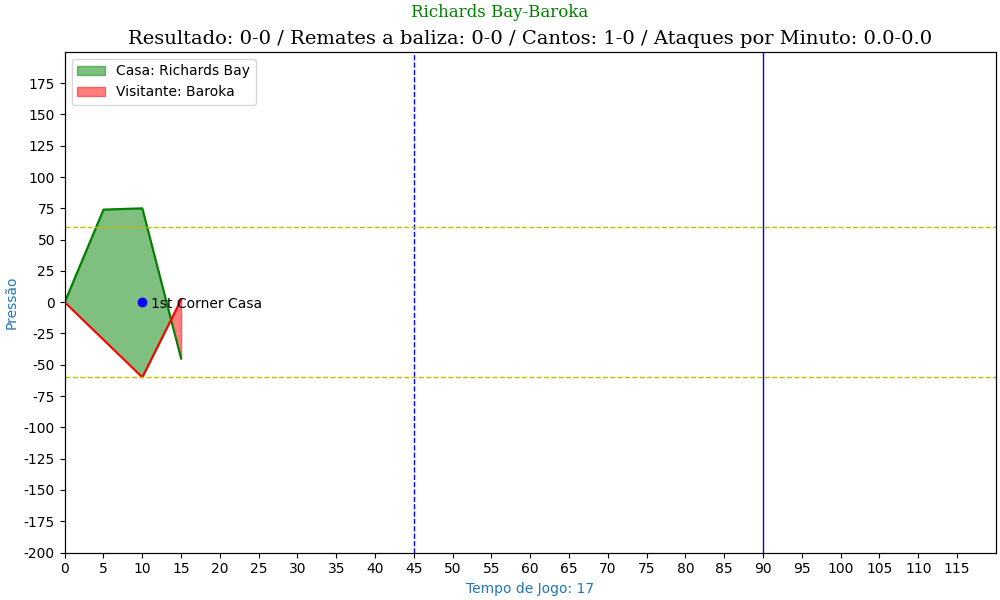 Richards Bay-Baroka
Resultado: 0-0 / Remates a baliza: 0-0 / Cantos: 1-0 / Ataques por Minuto: 0.0-0.0
Casa: Richards Bay
Visitante: Baroka
175
150
125
100
75
50
25
0
-25
-50
-75
-100
-125
-150
-175
-200
Pressão
1st Corner Casa
0 5 10 15 20 25 30 35 40 45 50 55 60 65 70 75 80 85 90 95 100 105 110 115
Tempo de Jogo: 17